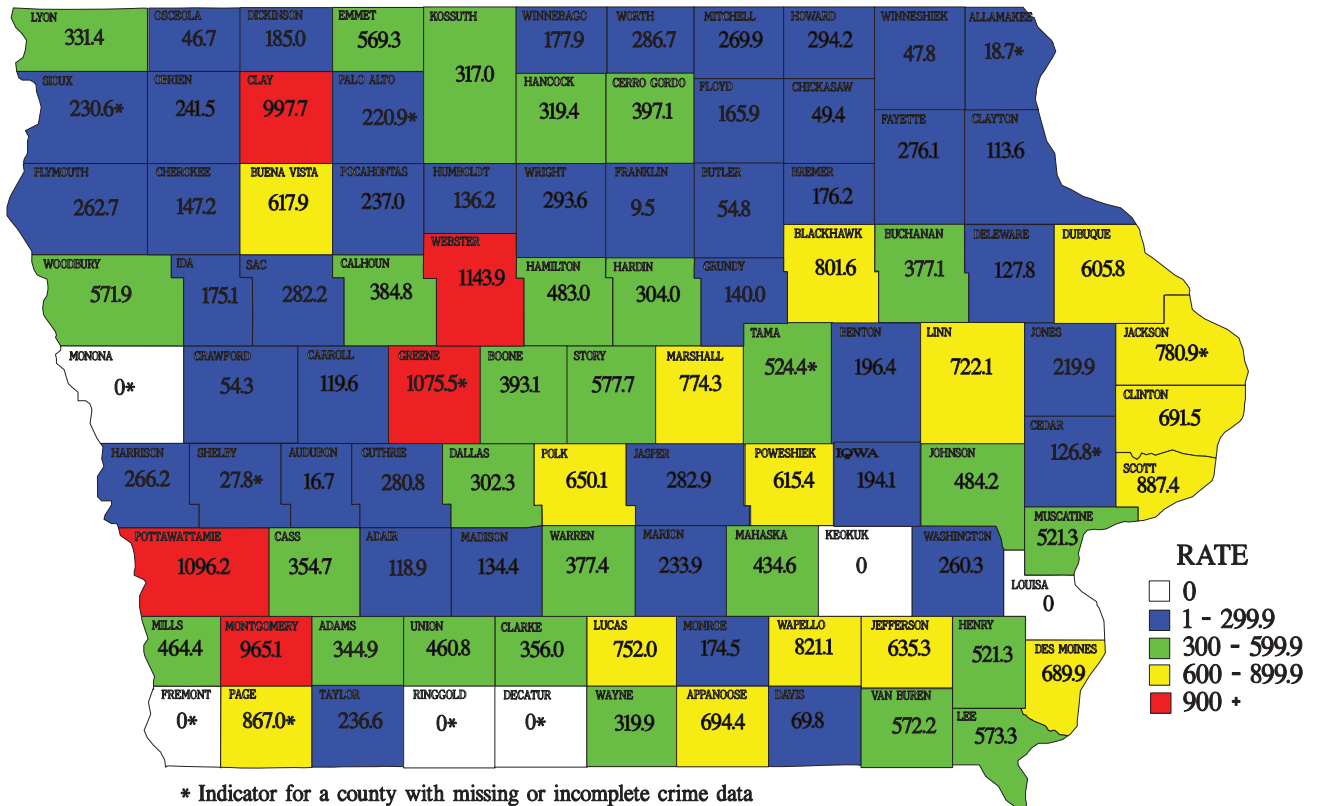 LYON OSCEOLA DICKINSON EMMET KOSSUTH WINNEBAGO WORTH MITCHELL HOWARD WINNESHIEK ALLAMAKEE
331.4 46.7 185.0 569.3 317.0 177.9 286.7 269.9 294.2 47.8 18.7*
SIOUX OBRIEN CLAY PALO ALTO HANCOCK CERRO GORDO FLOYD CHICKASAW
230.6* 241.5 997.7 220.9* 319.4 397.1 165.9 49.4
FAYETTE CLAYTON
276.1 113.6
PLYMOUTH CHEROKEE BUENA VISTA POCAHONTAS HUMBOLDT WRIGHT FRANKLIN BUTLER BREMER
262.7 147.2 617.9 237.0 136.2 293.6 9.5 54.8 176.2
WOODBURY IDA SAC CALHOUN WEBSTER HAMILTON HARDIN GRUNDY BLACKHAWK BUCHANAN DELEWARE DUBUQUE
571.9 175.1 282.2 384.8 1143.9 483.0 304.0 140.0 801.6 377.1 127.8 605.8
MONONA CRAWFORD CARROLL GREENE BOONE STORY MARSHALL TAMA BENTON LINN JONES JACKSON
0* 54.3 119.6 1075.5* 393.1 577.7 774.3 524.4* 196.4 722.1 219.9 780.9*
CLINTON
691.5
HARRISON SHELBY AUDUBON GUTHRIE DALLAS POLK JASPER POWESHIEK IOWA JOHNSON CEDAR SCOTT
266.2 27.8* 16.7 280.8 302.3 650.1 282.9 615.4 194.1 484.2 126.8* 887.4
POTTAWATTAMIE CASS ADAIR MADISON WARREN MARION MAHASKA KEOKUK WASHINGTON MUSCATINE
1096.2 354.7 118.9 134.4 377.4 233.9 434.6 0 260.3 521.3
LOUISA
0
MILLS MONTGOMERY ADAMS UNION CLARKE LUCAS MONROE WAPELLO JEFFERSON HENRY DES MOINES
464.4 965.1 344.9 460.8 356.0 752.0 174.5 821.1 635.3 521.3 689.9
FREMONT PAGE TAYLOR RINGGOLD DECATUR WAYNE APPANOOSE DAVIS VAN BUREN LEE
0* 867.0* 236.6 0* 0* 319.9 694.4 69.8 572.2 573.3
RATE
0
1 - 299.9
300 - 599.9
600 - 899.9
900 +
* Indicator for a county with missing or incomplete crime data